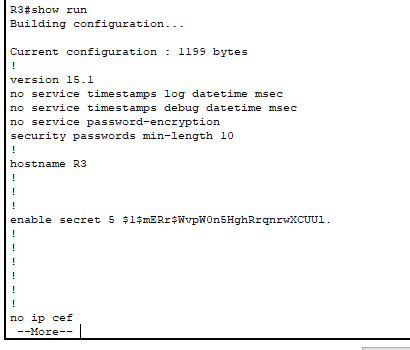 R3#show run
Building configuration...
Current configuration : 1199 bytes
!
version 15.1
no service timestamps log datetime msec
no service timestamps debug datetime msec
no service password-encryption
security passwords min-length 10
!
hostname R3
!
!
!
enable secret 5 $1$mERr$WvpW0n5HghRrqnrwXCUUl.
!
!
!
!
!
!
no ip cef
--More--